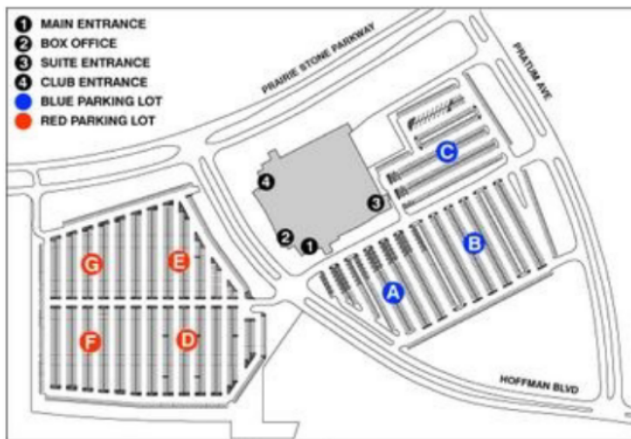 1 MAIN ENTRANCE
2 BOX OFFICE
3 SUITE ENTRANCE
4 CLUB ENTRANCE
BLUE PARKING LOT
RED PARKING LOT
PRAIRIE STONE PARKWAY
PRATUM AVE
C
4
3
2
1
B
A
G
E
F
D
HOFFMAN BLVD